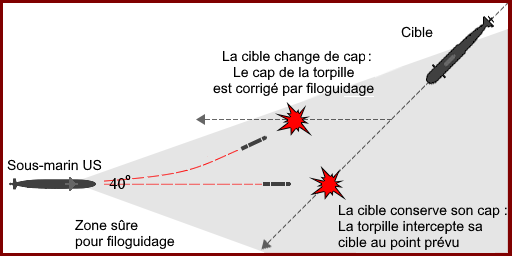 Cible
La cible change de cap :
Le cap de la torpille
est corrigé par filoguidage
Sous-marin US
40°
Zone sûre
pour filoguidage
La cible conserve son cap :
La torpille intercepte sa
cible au point prévu